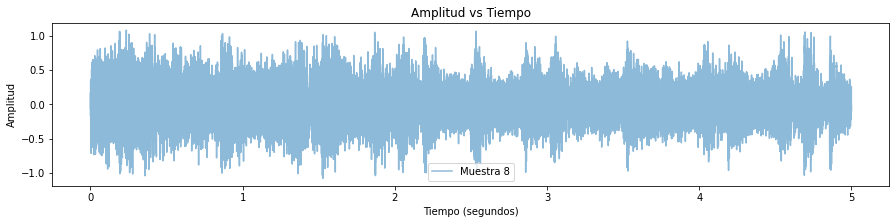 Amplitud vs Tiempo
1.0
0.5
0.0
−0.5
−1.0
Amplitud
Muestra 8
0 1 2 3 4 5
Tiempo (segundos)